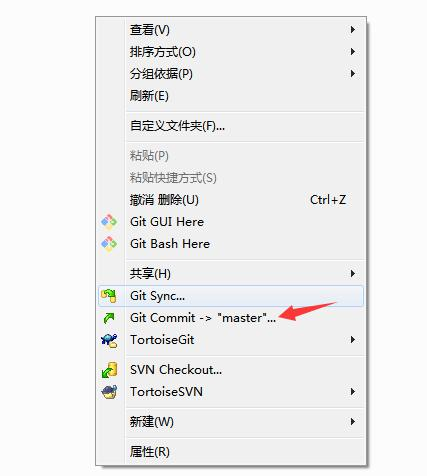 查看(V)
排序方式(O)
分组依据(P)
刷新(E)
自定义文件夹(F)...
粘贴(P)
粘贴快捷方式(S)
撤消 删除(U) Ctrl+Z
Git GUI Here
Git Bash Here
共享(H)
Git Sync...
Git Commit -> "master"...
TortoiseGit
SVN Checkout...
TortoiseSVN
新建(W)
属性(R)